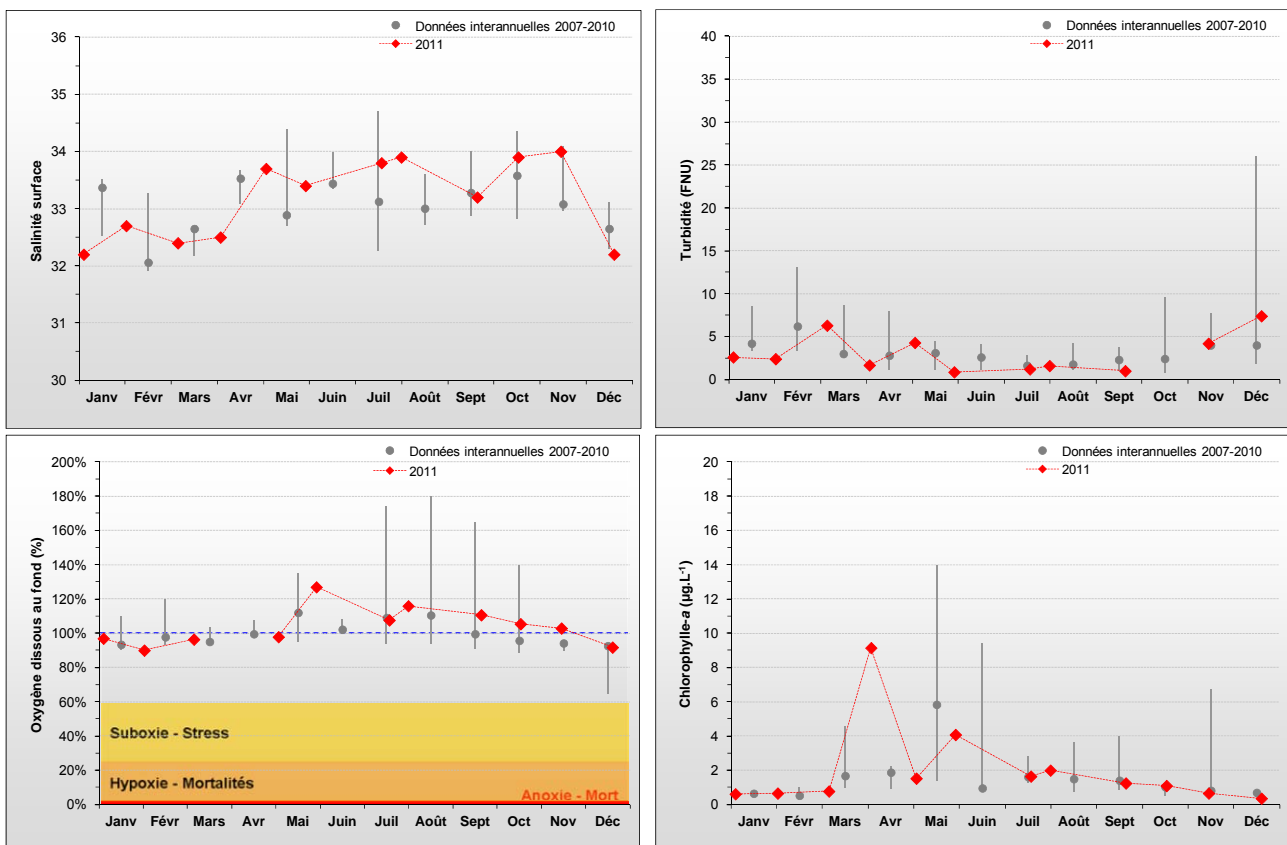 Données interannuelles 2007-2010
2011
Salinité surface
36
35
34
33
32
31
30
Janv Févr Mars Avr Mai Juin Juil Août Sept Oct Nov Déc
Données interannuelles 2007-2010
2011
Turbidité (FNU)
40
35
30
25
20
15
10
5
0
Janv Févr Mars Avr Mai Juin Juil Août Sept Oct Nov Déc
Données interannuelles 2007-2010
2011
Oxygène dissous au fond (%)
200%
180%
160%
140%
120%
100%
80%
60%
40%
20%
0%
Suboxie - Stress
Hypoxie - Mortalités
Anoxie - Mort
Janv Févr Mars Avr Mai Juin Juil Août Sept Oct Nov Déc
Données interannuelles 2007-2010
2011
Chlorophylle-a (µg.L⁻¹)
20
18
16
14
12
10
8
6
4
2
0
Janv Févr Mars Avr Mai Juin Juil Août Sept Oct Nov Déc